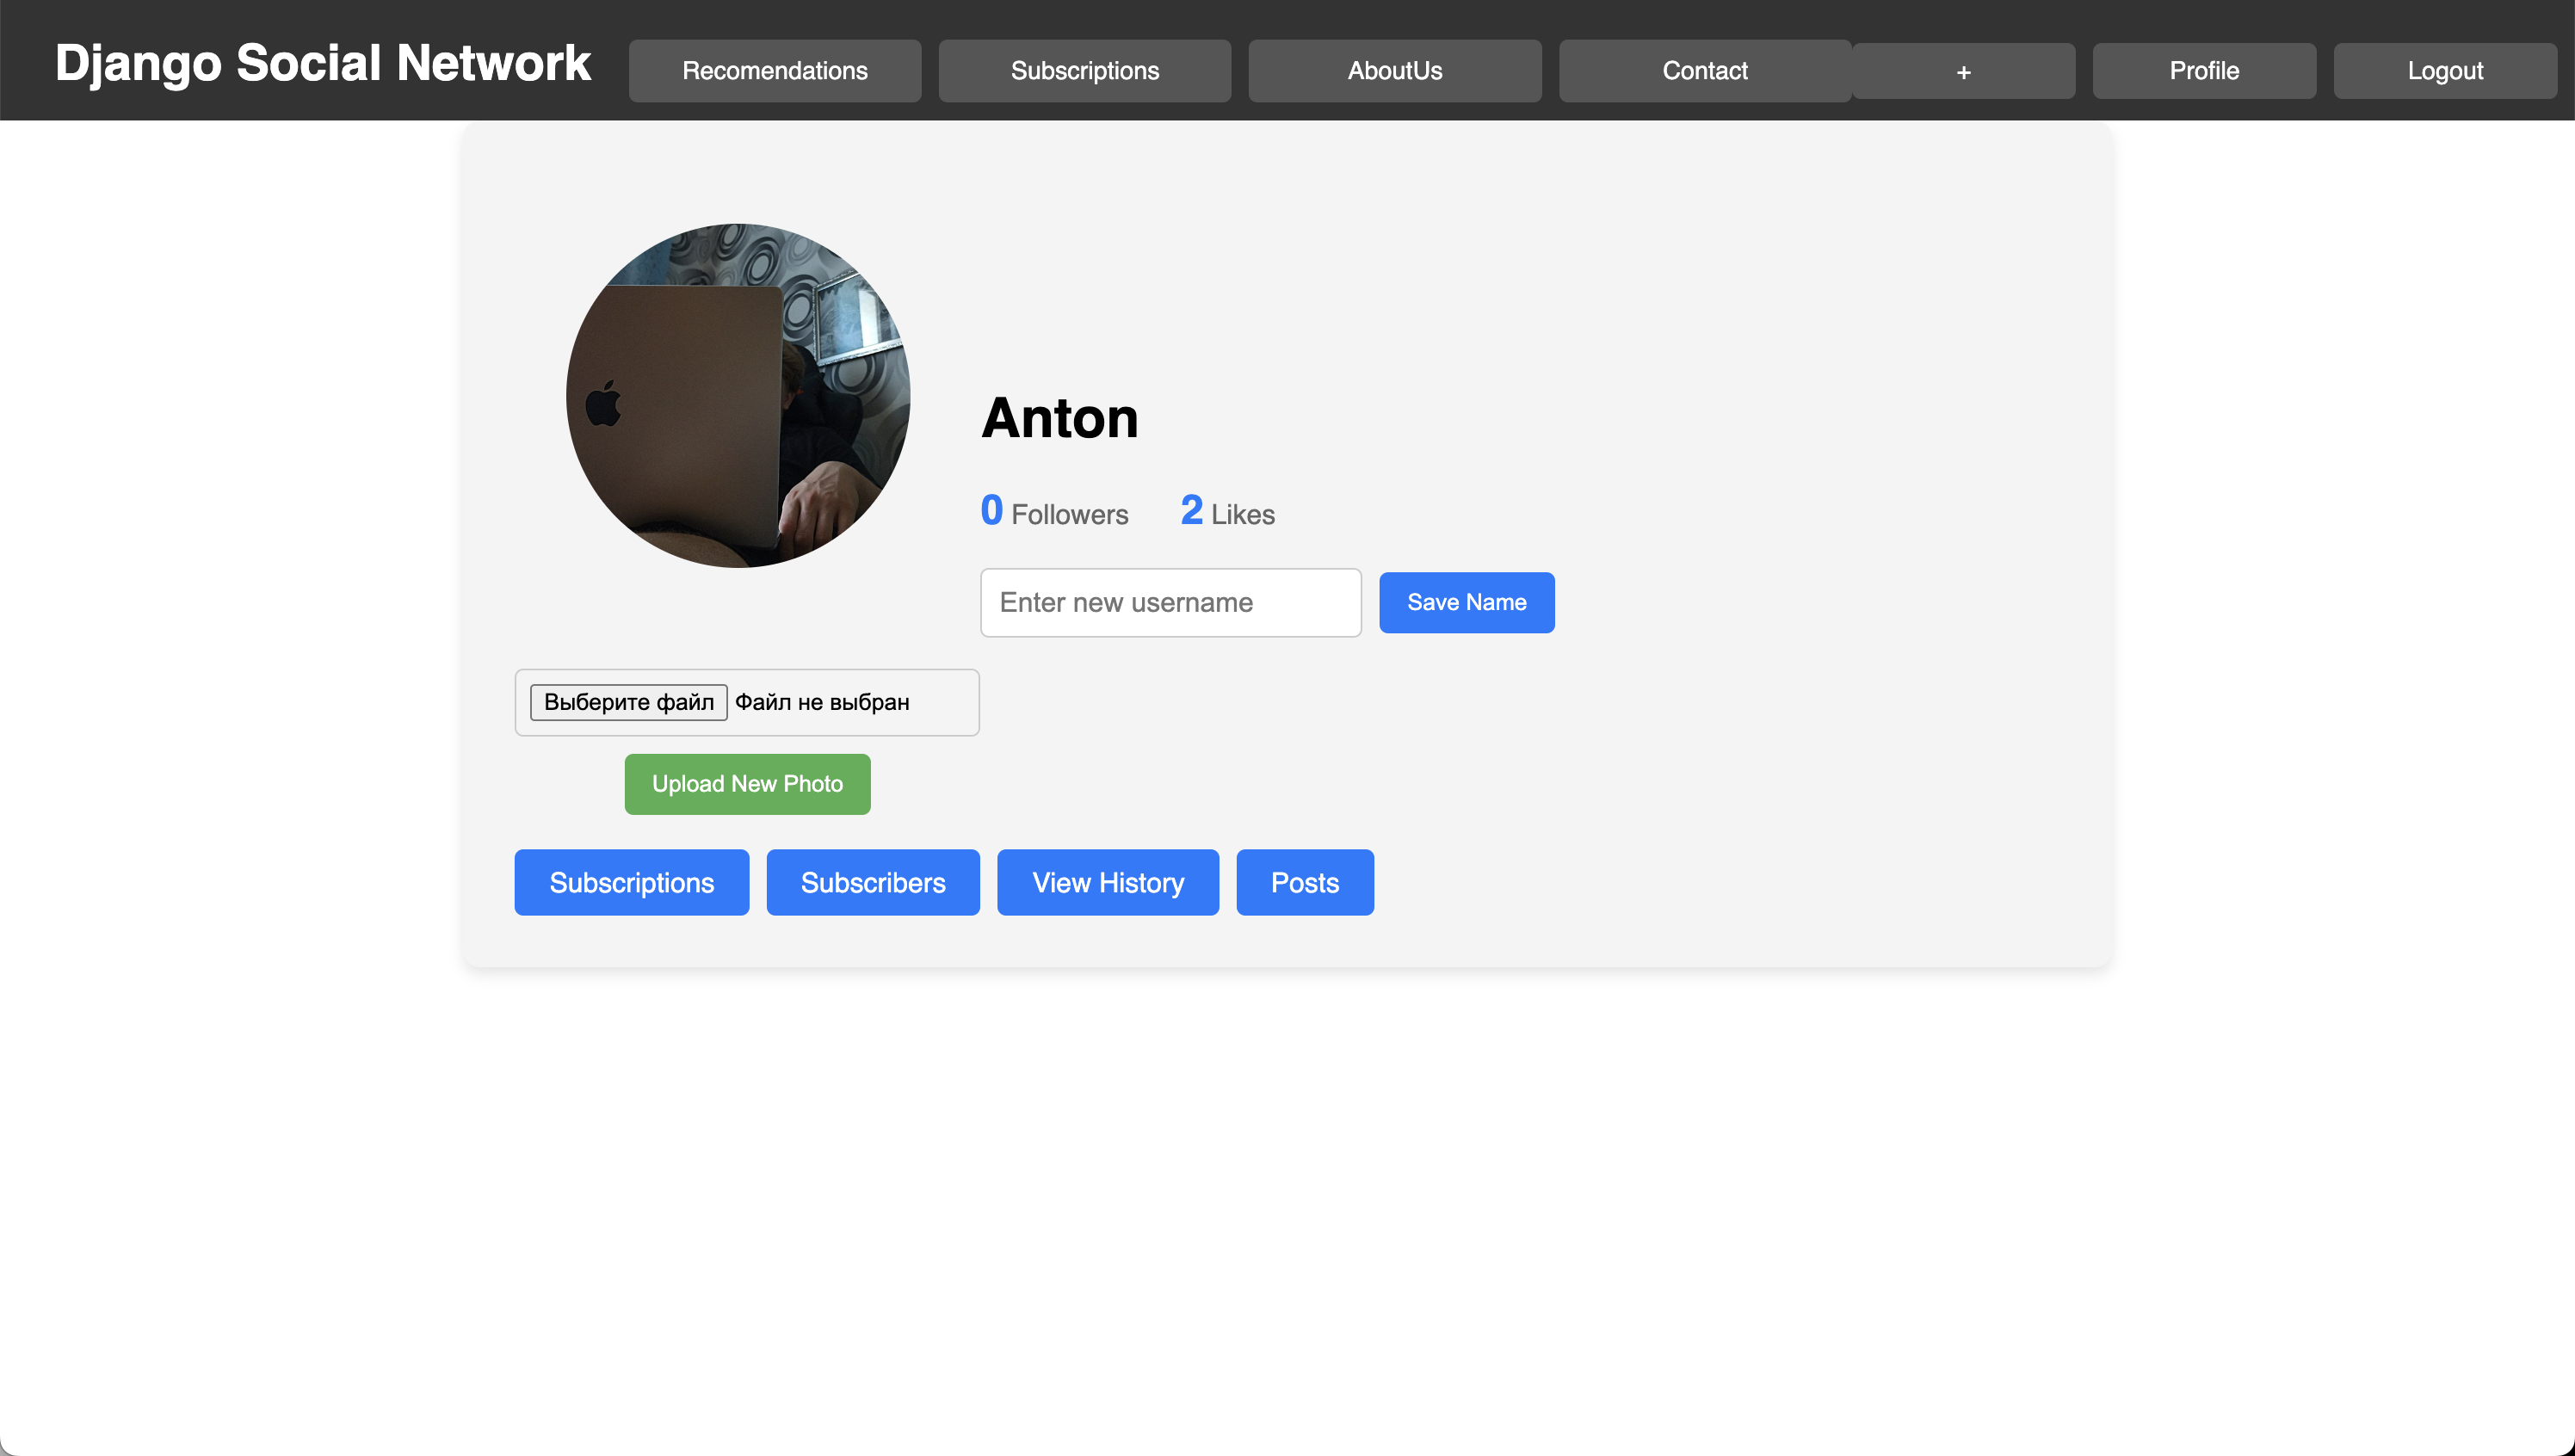 Django Social Network Recomendations Subscriptions AboutUs Contact + Profile Logout
Anton
0 Followers 2 Likes
Enter new username Save Name
Выберите файл Файл не выбран
Upload New Photo
Subscriptions Subscribers View History Posts